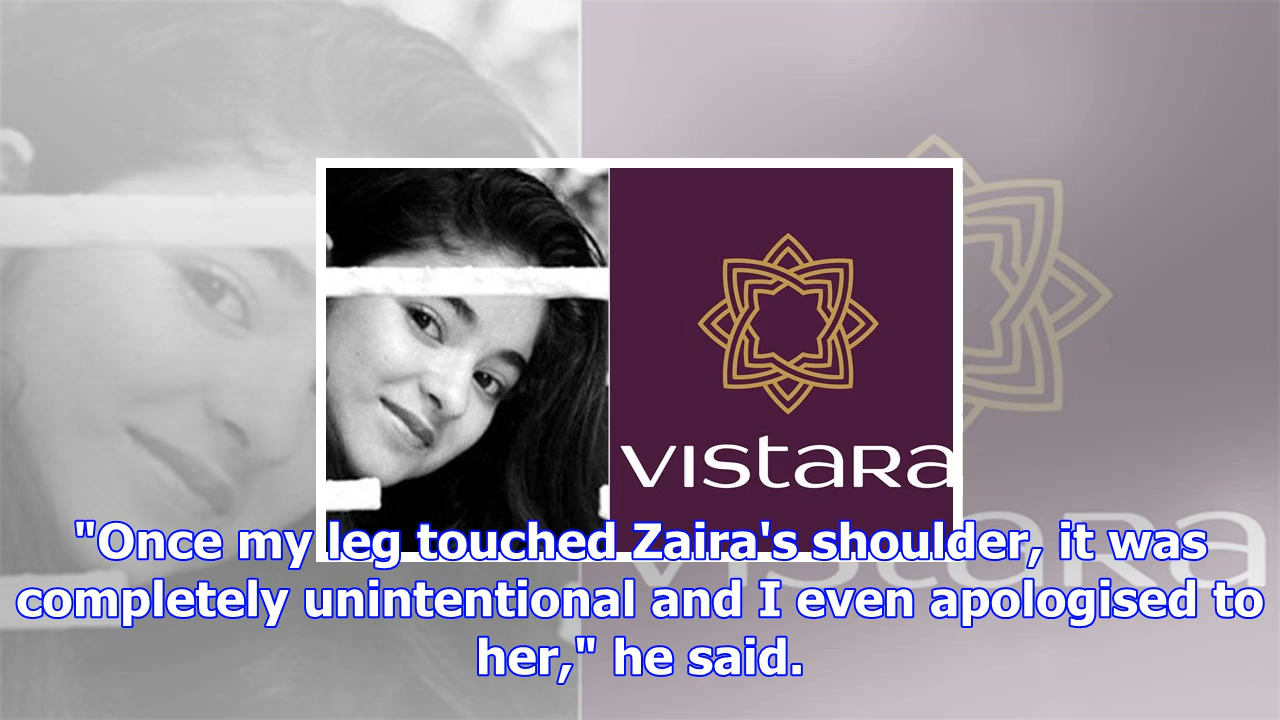 VISTARA
"Once my leg touched Zaira's shoulder, it was
completely unintentional and I even apologised to
her," he said.